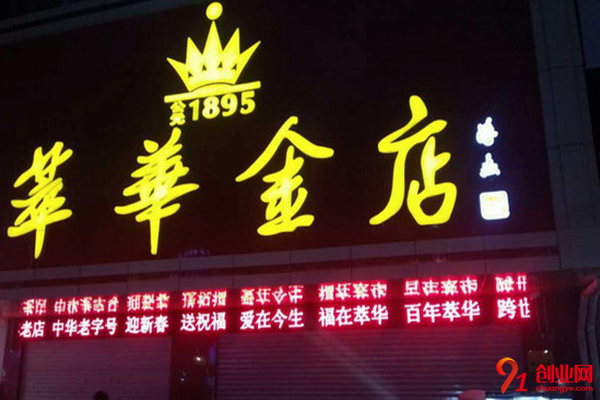 公元1895
萃華金店
老店 中华老字号 迎新春 送祝福 爱在今生 福在萃华 百年萃华 跨世
91创业网
chuangye.com